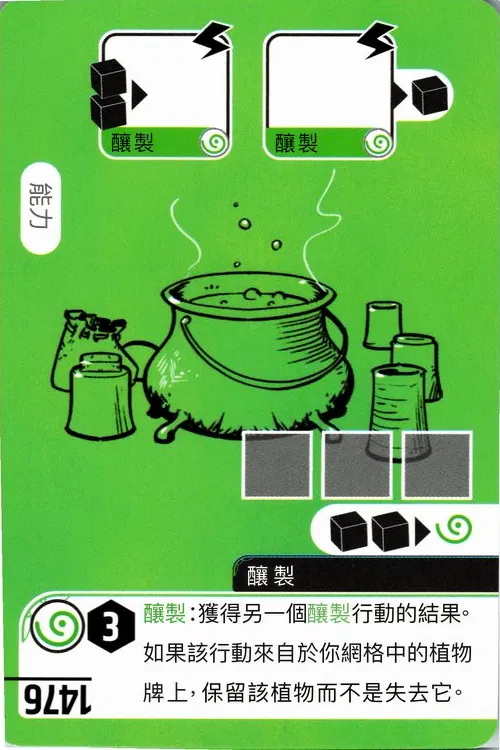 釀製
釀製
能力
釀製
3
釀製：獲得另一個釀製行動的結果。
如果該行動來自於你網格中的植物
牌上，保留該植物而不是失去它。
1476